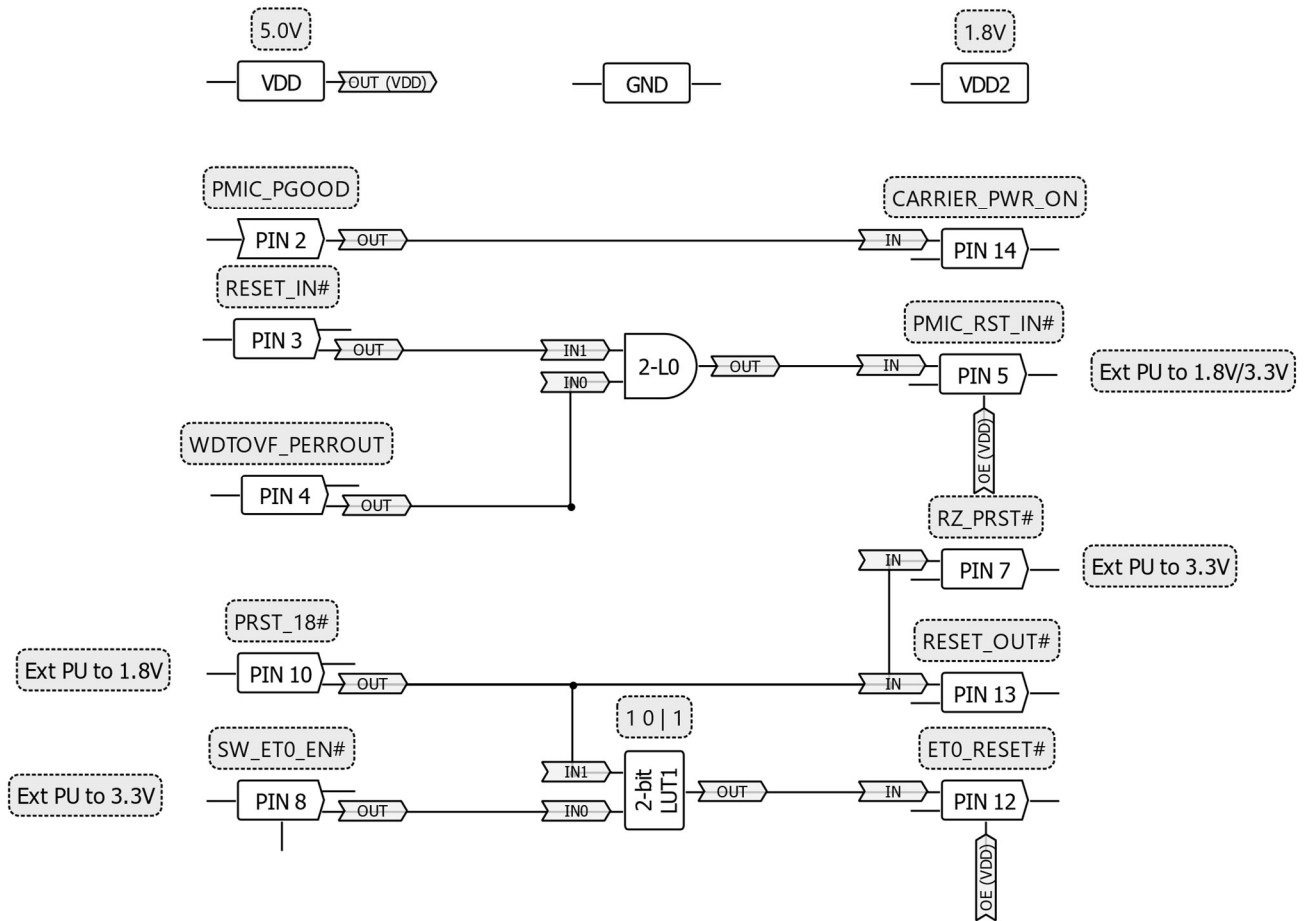 5.0V
1.8V
VDD
OUT (VDD)
GND
VDD2
PMIC_PGOOD
CARRIER_PWR_ON
PIN 2
OUT
IN
PIN 14
RESET_IN#
PMIC_RST_IN#
PIN 3
OUT
IN1
IN0
2-L0
OUT
IN
PIN 5
Ext PU to 1.8V/3.3V
OE (VDD)
WDTOVF_PERROUT
PIN 4
OUT
RZ_PRST#
IN
PIN 7
Ext PU to 3.3V
PRST_18#
RESET_OUT#
Ext PU to 1.8V
PIN 10
OUT
IN
PIN 13
1 0 | 1
SW_ET0_EN#
ET0_RESET#
Ext PU to 3.3V
PIN 8
OUT
IN1
IN0
2-bit
LUT1
OUT
IN
PIN 12
OE (VDD)